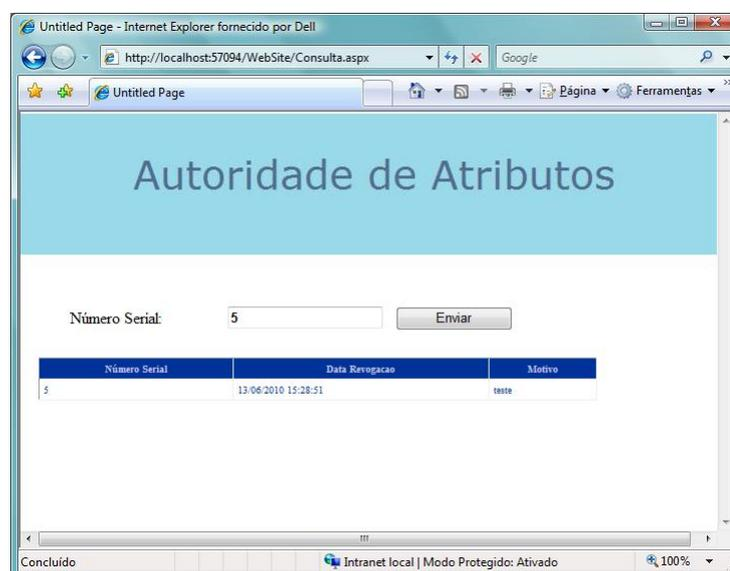 Untitled Page - Internet Explorer fornecido por Dell
http://localhost:57094/WebSite/Consulta.aspx
Google
Untitled Page
Página
Ferramentas
Autoridade de Atributos
Número Serial:
5
Enviar
Número Serial Data Revogacao Motivo
5 13/06/2010 15:28:51 teste
Concluído
Intranet local | Modo Protegido: Ativado
100%